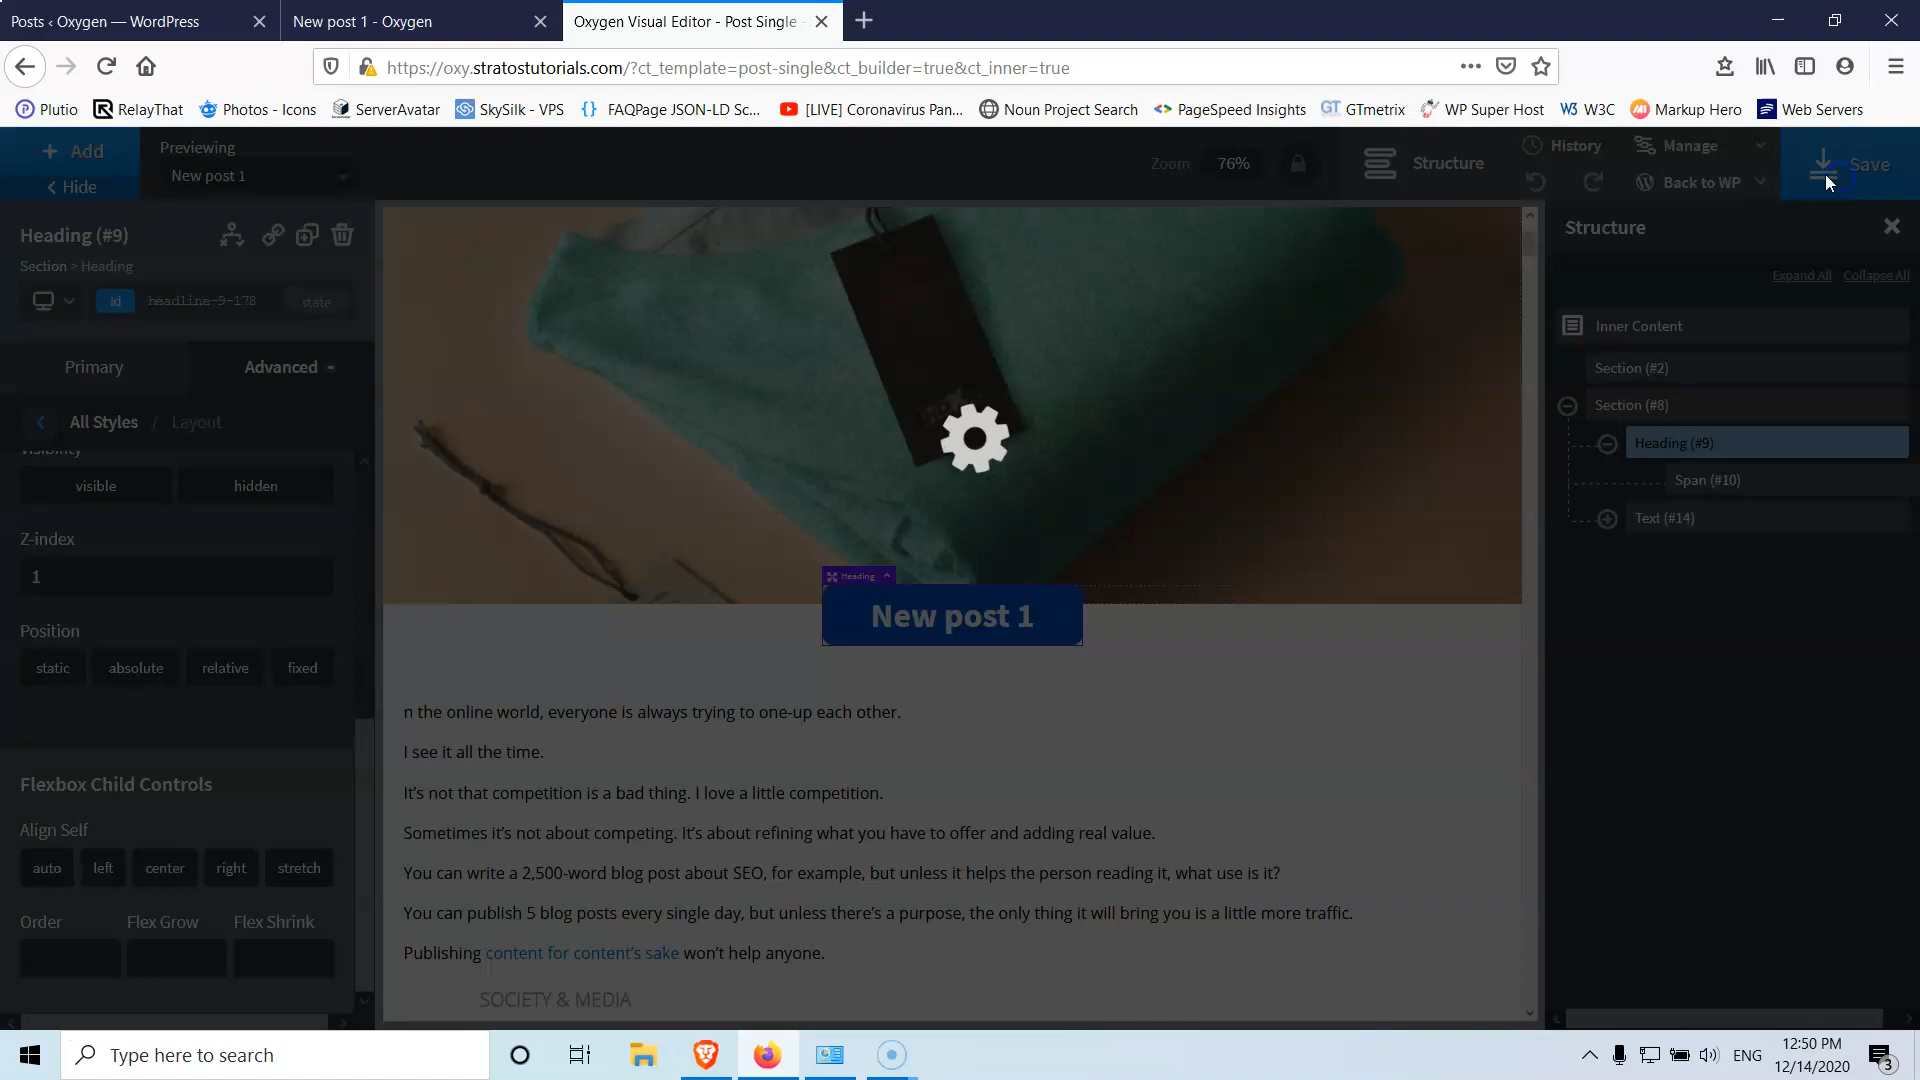 Posts ‹ Oxygen — WordPress
New post 1 - Oxygen
Oxygen Visual Editor - Post Single -
https://oxy.stratostutorials.com/?ct_template=post-single&ct_builder=true&ct_inner=true
Plutio
RelayThat
Photos - Icons
ServerAvatar
SkySilk - VPS
{} FAQPage JSON-LD Sc...
[LIVE] Coronavirus Pan...
Noun Project Search
PageSpeed Insights
GTmetrix
WP Super Host
W3C
Markup Hero
Web Servers
+ Add
Hide
Previewing
New post 1
Zoom
76%
Structure
History
Manage
Back to WP
Save
Heading (#9)
Section > Heading
id
headline-9-178
state
Primary
Advanced
All Styles / Layout
Visibility
visible
hidden
Z-index
1
Position
static
absolute
relative
fixed
Flexbox Child Controls
Align Self
auto
left
center
right
stretch
Order
Flex Grow
Flex Shrink
Heading
New post 1
n the online world, everyone is always trying to one-up each other.
I see it all the time.
It's not that competition is a bad thing. I love a little competition.
Sometimes it's not about competing. It's about refining what you have to offer and adding real value.
You can write a 2,500-word blog post about SEO, for example, but unless it helps the person reading it, what use is it?
You can publish 5 blog posts every single day, but unless there's a purpose, the only thing it will bring you is a little more traffic.
Publishing content for content's sake won't help anyone.
SOCIETY & MEDIA
Structure
Expand All
Collapse All
Inner Content
Section (#2)
Section (#8)
Heading (#9)
Span (#10)
Text (#14)
Type here to search
ENG
12:50 PM
12/14/2020
3